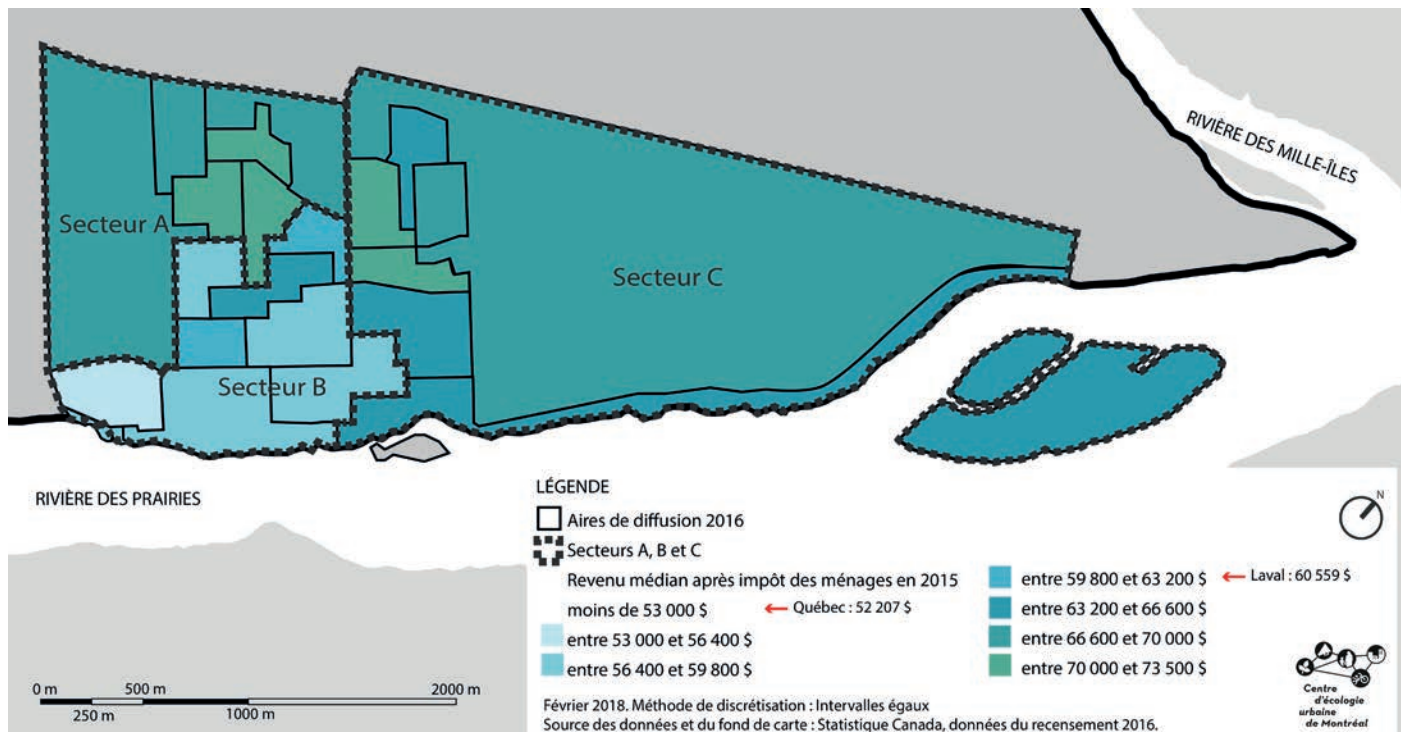 RIVIÈRE DES MILLE-ÎLES
Secteur A
Secteur C
Secteur B
RIVIÈRE DES PRAIRIES
0 m
500 m
2000 m
250 m
1000 m
LÉGENDE
Aires de diffusion 2016
Secteurs A, B et C
Revenu médian après impôt des ménages en 2015
moins de 53 000 $ ← Québec : 52 207 $
entre 53 000 et 56 400 $
entre 56 400 et 59 800 $
entre 59 800 et 63 200 $ ← Laval : 60 559 $
entre 63 200 et 66 600 $
entre 66 600 et 70 000 $
entre 70 000 et 73 500 $
N
Février 2018. Méthode de discrétisation : Intervalles égaux
Source des données et du fond de carte : Statistique Canada, données du recensement 2016.
Centre
d'écologie
urbaine
de Montréal